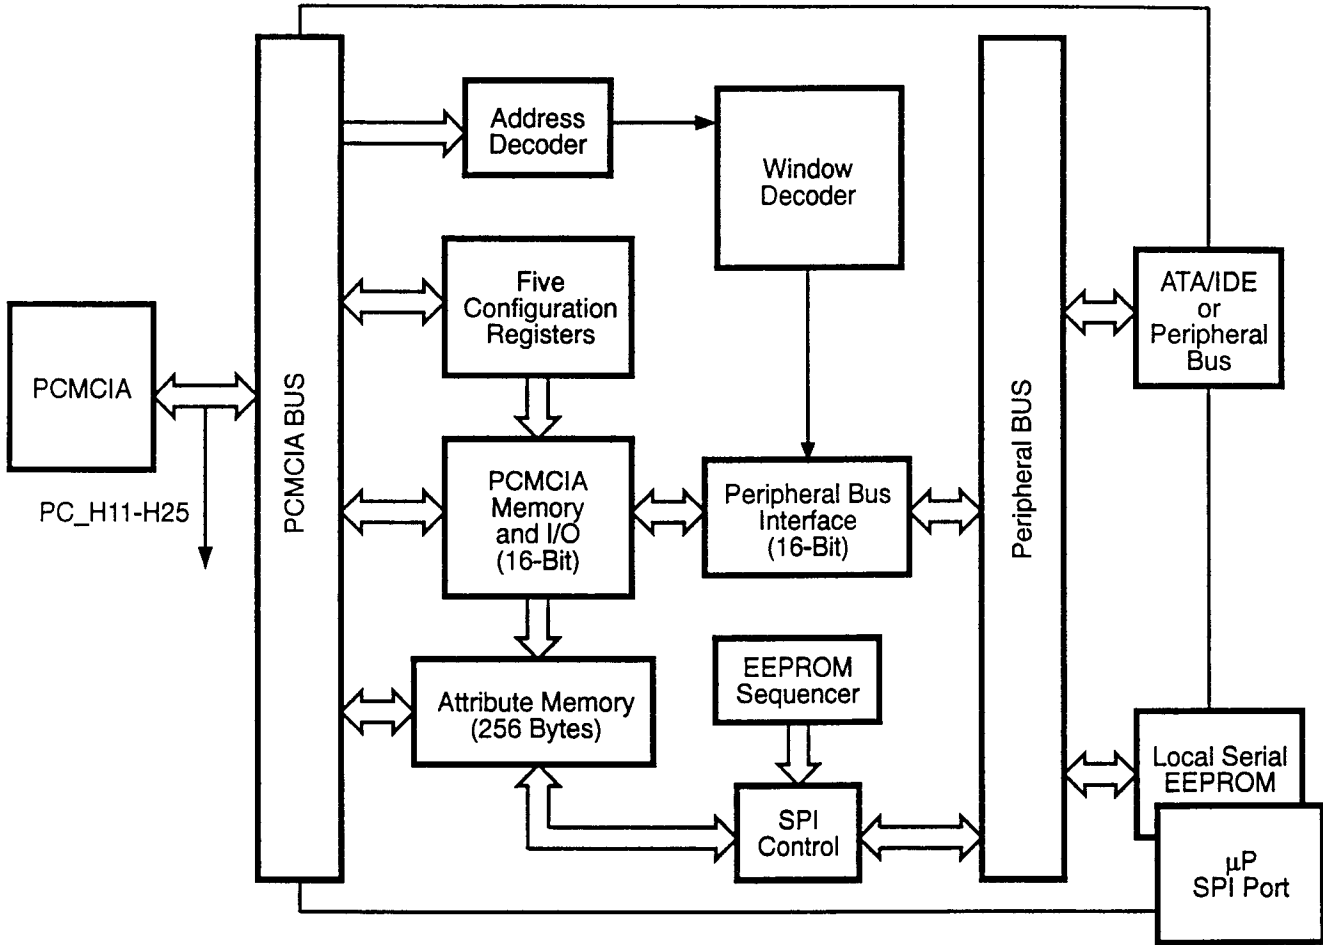 Address
Decoder
Window
Decoder
Five
Configuration
Registers
ATA/IDE
or
Peripheral
Bus
PCMCIA
PCMCIA BUS
Peripheral BUS
PC_H11-H25
PCMCIA
Memory
and I/O
(16-Bit)
Peripheral Bus
Interface
(16-Bit)
EEPROM
Sequencer
Attribute Memory
(256 Bytes)
Local Serial
EEPROM
SPI
Control
µP
SPI Port